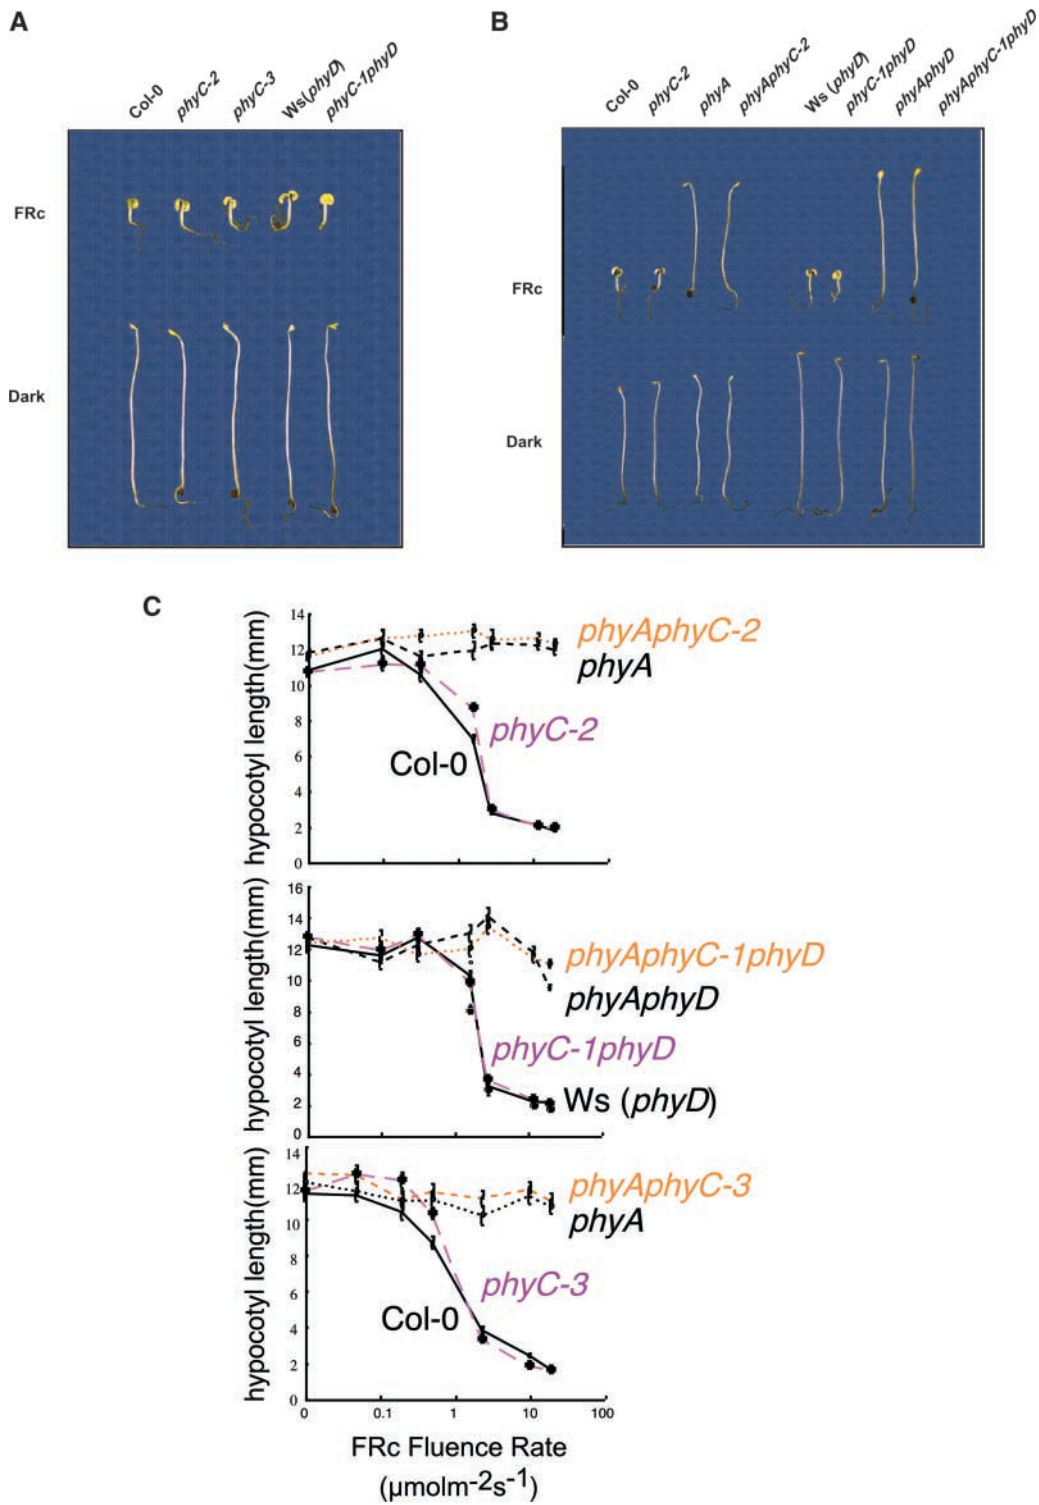 A
Col-0
phyC-2
phyC-3
Ws(phyD)
phyC-1phyD
FRc
Dark
B
Col-0
phyC-2
phyA
phyAphyC-2
Ws (phyD)
phyC-1phyD
phyAphyD
phyAphyC-1phyD
FRc
Dark
C
hypocotyl length(mm)
14
12
10
8
6
4
2
0
phyAphyC-2
phyA
phyC-2
Col-0
hypocotyl length(mm)
16
14
12
10
8
6
4
2
0
phyAphyC-1phyD
phyAphyD
phyC-1phyD
Ws (phyD)
hypocotyl length(mm)
14
12
10
8
6
4
2
0
phyAphyC-3
phyA
phyC-3
Col-0
0 0.1 1 10 100
FRc Fluence Rate
(µmolm-2s-1)